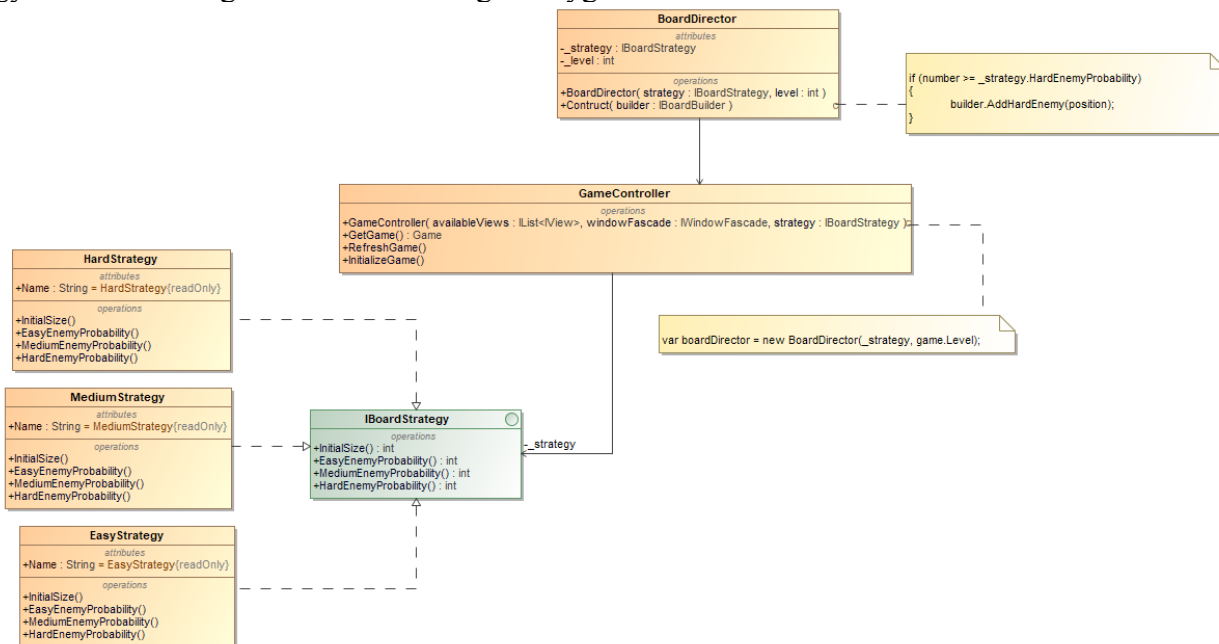 BoardDirector
attributes
-_strategy : IBoardStrategy
-_level : int
operations
+BoardDirector( strategy : IBoardStrategy, level : int )
+Contruct( builder : IBoardBuilder )
if (number >= _strategy.HardEnemyProbability)
{
builder.AddHardEnemy(position);
}
GameController
operations
+GameController( availableViews : IList<IView>, windowFascade : IWindowFascade, strategy : IBoardStrategy )
+GetGame() : Game
+RefreshGame()
+InitializeGame()
HardStrategy
attributes
+Name : String = HardStrategy{readOnly}
operations
+InitialSize()
+EasyEnemyProbability()
+MediumEnemyProbability()
+HardEnemyProbability()
var boardDirector = new BoardDirector(_strategy, game.Level);
MediumStrategy
attributes
+Name : String = MediumStrategy{readOnly}
operations
+InitialSize()
+EasyEnemyProbability()
+MediumEnemyProbability()
+HardEnemyProbability()
IBoardStrategy
operations
+InitialSize() : int
+EasyEnemyProbability() : int
+MediumEnemyProbability() : int
+HardEnemyProbability() : int
-_strategy
EasyStrategy
attributes
+Name : String = EasyStrategy{readOnly}
operations
+InitialSize()
+EasyEnemyProbability()
+MediumEnemyProbability()
+HardEnemyProbability()